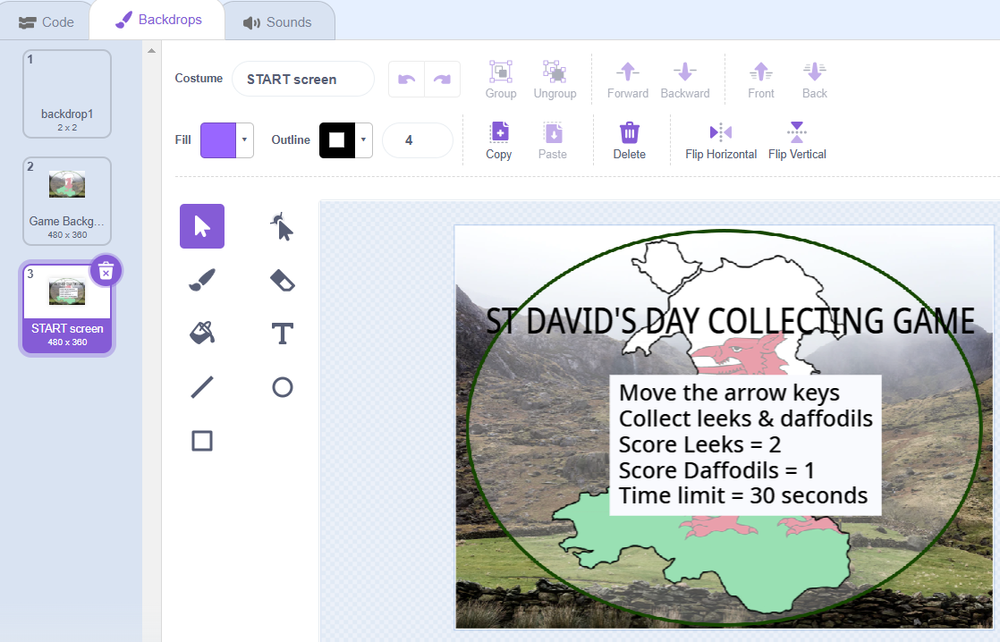 Code
Backdrops
Sounds
1
backdrop1
2 x 2
2
Game Backg...
480 x 360
3
START screen
480 x 360
Costume
START screen
Group
Ungroup
Forward
Backward
Front
Back
Fill
Outline
4
Copy
Paste
Delete
Flip Horizontal
Flip Vertical
T
ST DAVID'S DAY COLLECTING GAME
Move the arrow keys
Collect leeks & daffodils
Score Leeks = 2
Score Daffodils = 1
Time limit = 30 seconds